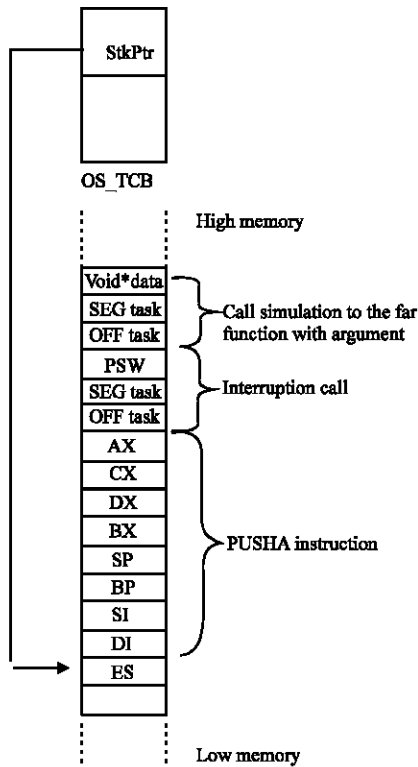 StkPtr
OS_TCB
High memory
Void*data
SEG task
OFF task
Call simulation to the far
function with argument
PSW
SEG task
OFF task
Interruption call
AX
CX
DX
BX
SP
BP
SI
DI
PUSHA instruction
ES
Low memory